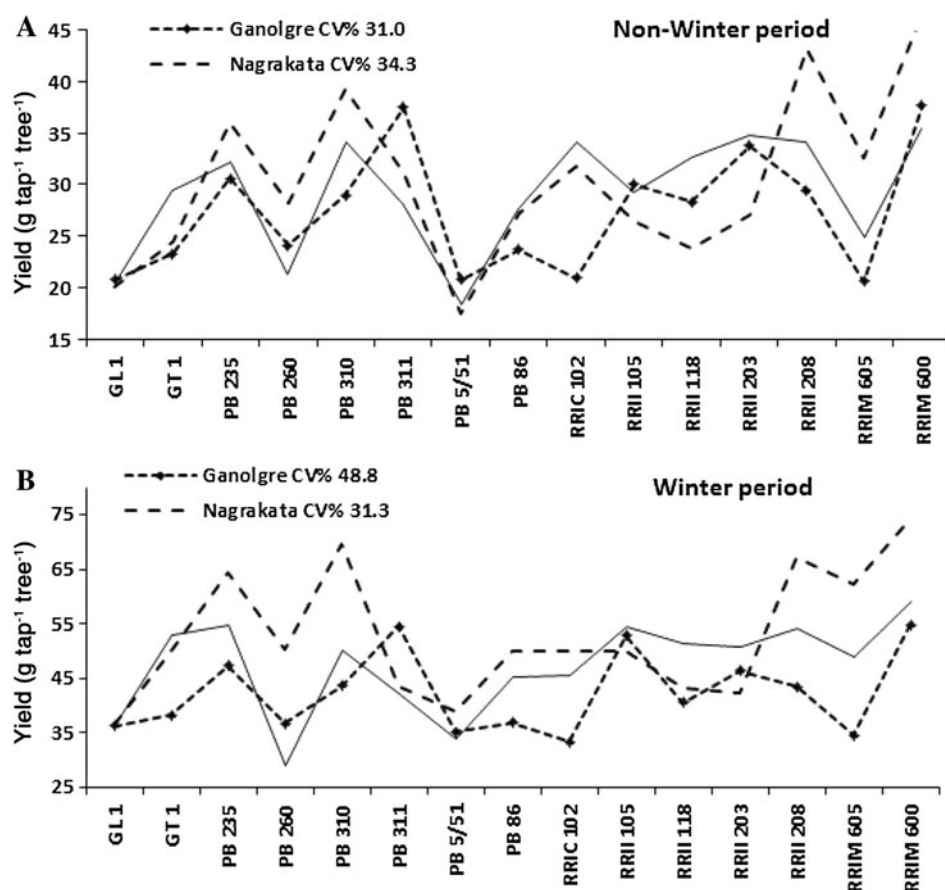 A
Ganolgre CV% 31.0
Nagrakata CV% 34.3
Non-Winter period
Yield (g tap⁻¹ tree⁻¹)
45
40
35
30
25
20
15
GL 1
GT 1
PB 235
PB 260
PB 310
PB 311
PB 5/51
PB 86
RRIC 102
RRII 105
RRII 118
RRII 203
RRII 208
RRIM 605
RRIM 600
B
Ganolgre CV% 48.8
Nagrakata CV% 31.3
Winter period
Yield (g tap⁻¹ tree⁻¹)
75
65
55
45
35
25
GL 1
GT 1
PB 235
PB 260
PB 310
PB 311
PB 5/51
PB 86
RRIC 102
RRII 105
RRII 118
RRII 203
RRII 208
RRIM 605
RRIM 600